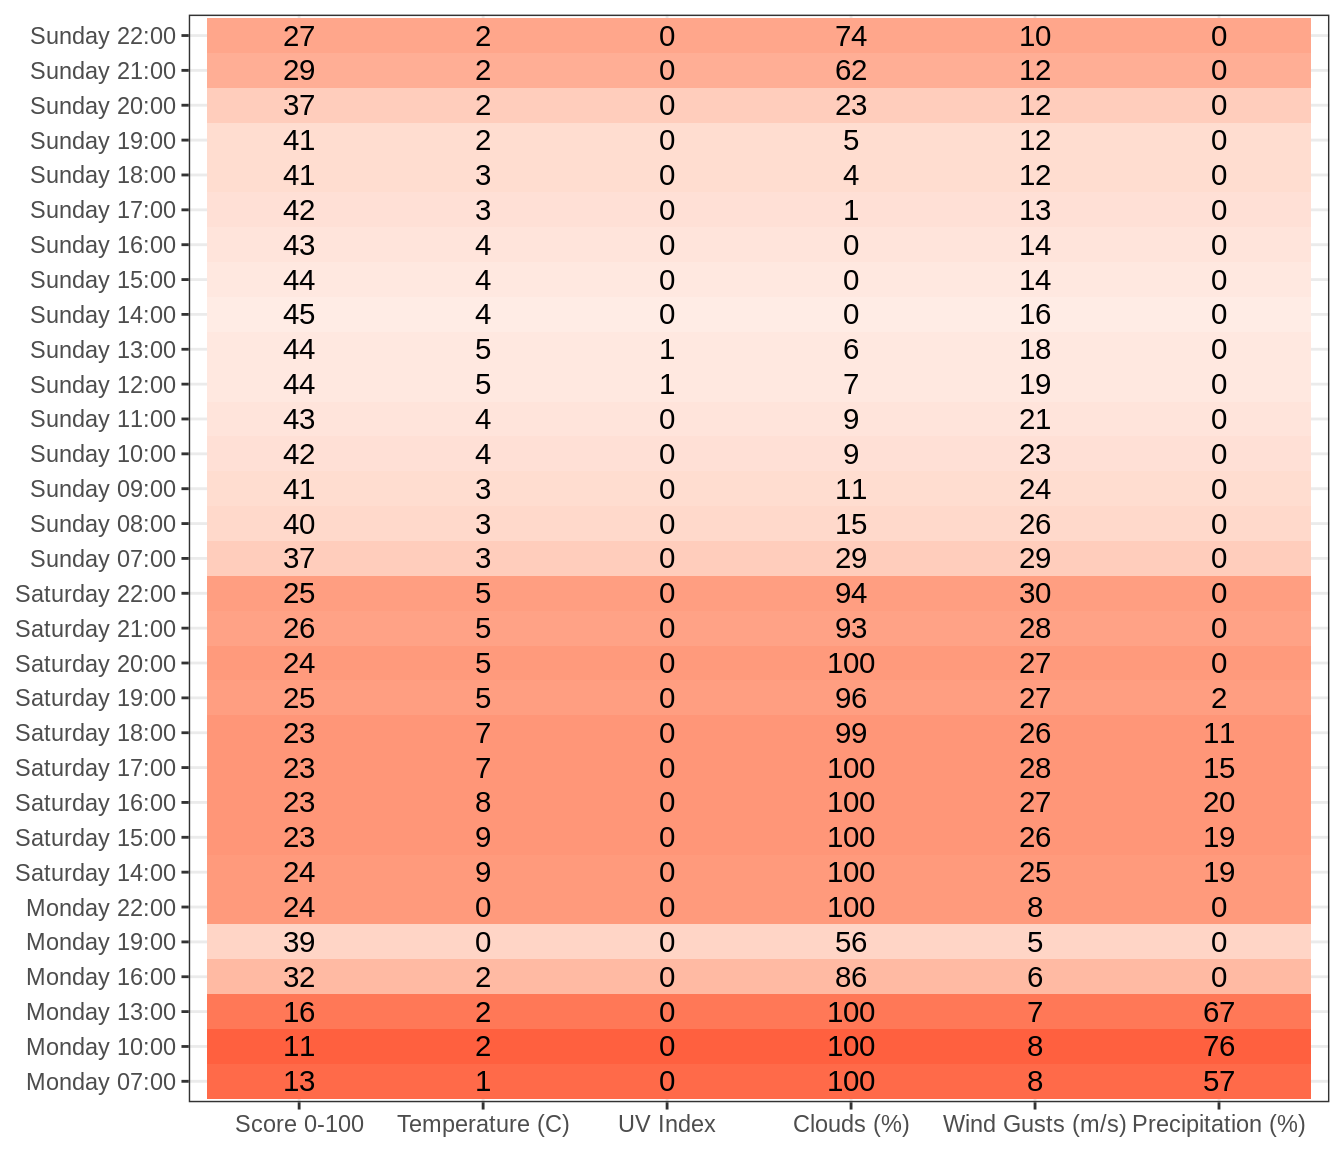 Sunday 22:00 27 2 0 74 10 0
Sunday 21:00 29 2 0 62 12 0
Sunday 20:00 37 2 0 23 12 0
Sunday 19:00 41 2 0 5 12 0
Sunday 18:00 41 3 0 4 12 0
Sunday 17:00 42 3 0 1 13 0
Sunday 16:00 43 4 0 0 14 0
Sunday 15:00 44 4 0 0 14 0
Sunday 14:00 45 4 0 0 16 0
Sunday 13:00 44 5 1 6 18 0
Sunday 12:00 44 5 1 7 19 0
Sunday 11:00 43 4 0 9 21 0
Sunday 10:00 42 4 0 9 23 0
Sunday 09:00 41 3 0 11 24 0
Sunday 08:00 40 3 0 15 26 0
Sunday 07:00 37 3 0 29 29 0
Saturday 22:00 25 5 0 94 30 0
Saturday 21:00 26 5 0 93 28 0
Saturday 20:00 24 5 0 100 27 0
Saturday 19:00 25 5 0 96 27 2
Saturday 18:00 23 7 0 99 26 11
Saturday 17:00 23 7 0 100 28 15
Saturday 16:00 23 8 0 100 27 20
Saturday 15:00 23 9 0 100 26 19
Saturday 14:00 24 9 0 100 25 19
Monday 22:00 24 0 0 100 8 0
Monday 19:00 39 0 0 56 5 0
Monday 16:00 32 2 0 86 6 0
Monday 13:00 16 2 0 100 7 67
Monday 10:00 11 2 0 100 8 76
Monday 07:00 13 1 0 100 8 57
Score 0-100 Temperature (C) UV Index Clouds (%) Wind Gusts (m/s) Precipitation (%)